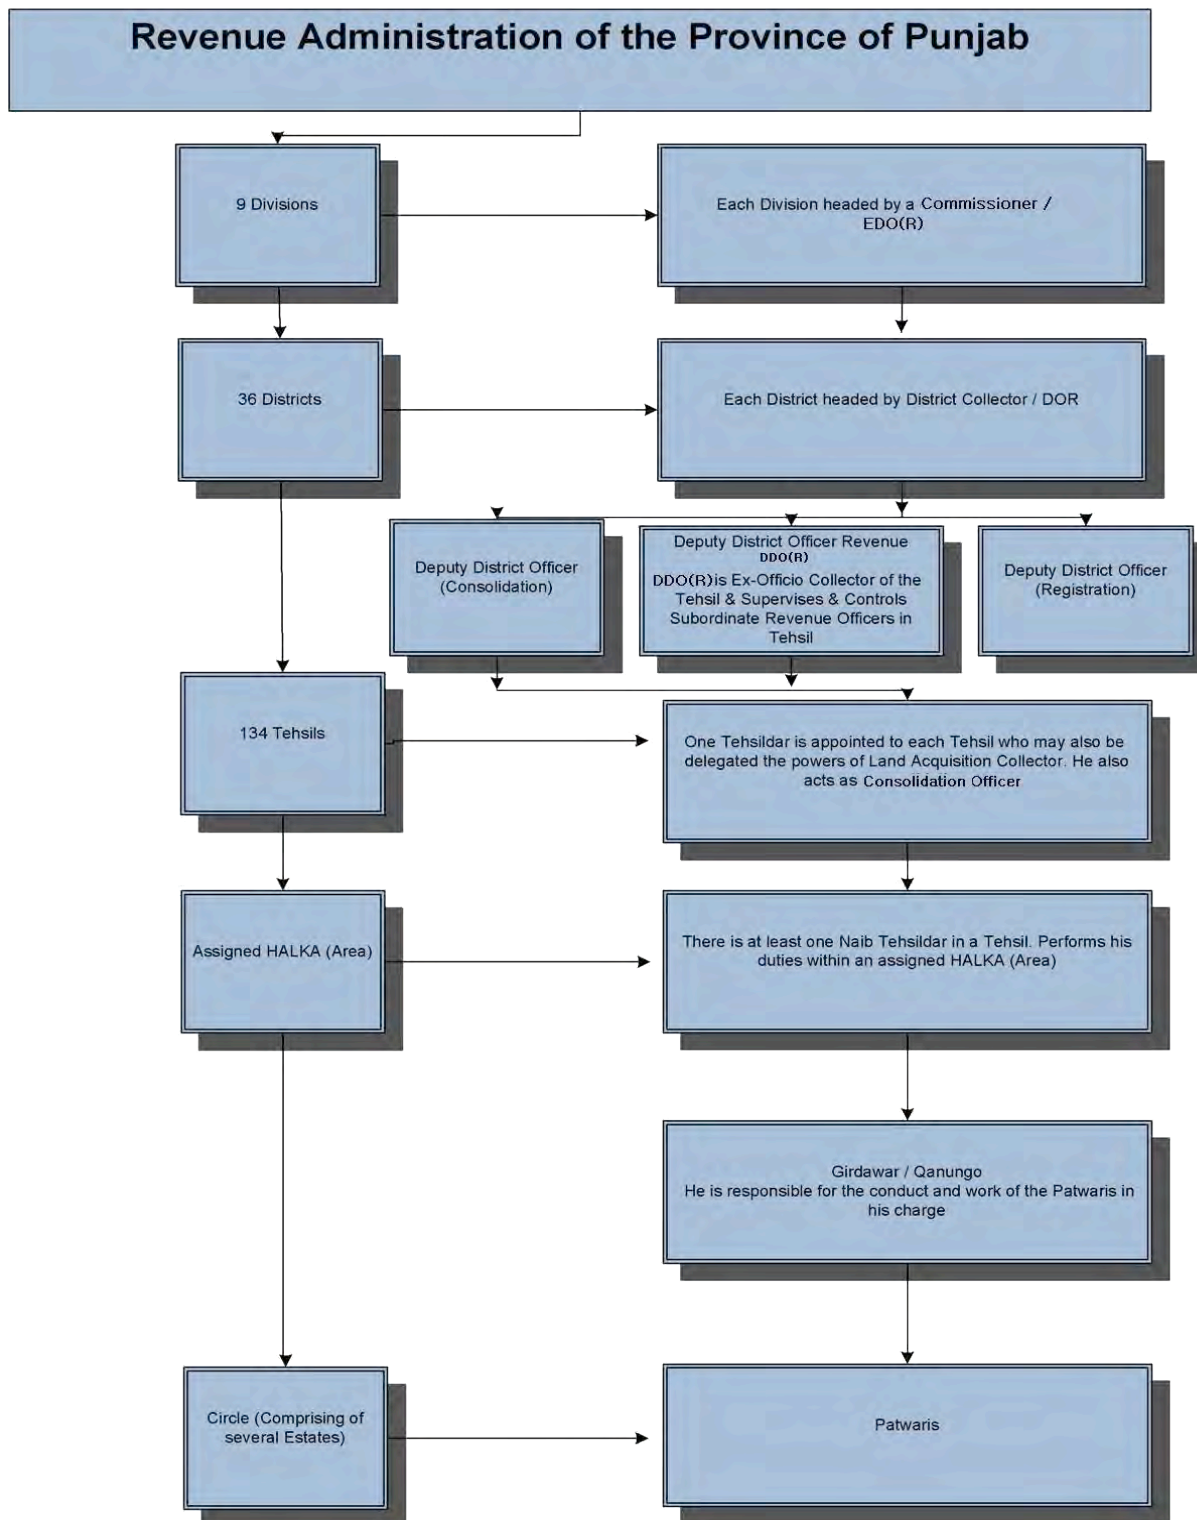 Revenue Administration of the Province of Punjab
9 Divisions
Each Division headed by a Commissioner /
EDO(R)
36 Districts
Each District headed by District Collector / DOR
Deputy District Officer
(Consolidation)
Deputy District Officer Revenue
DDO(R)
DDO(R)is Ex-Officio Collector of the
Tehsil & Supervises & Controls
Subordinate Revenue Officers in
Tehsil
Deputy District Officer
(Registration)
134 Tehsils
One Tehsildar is appointed to each Tehsil who may also be
delegated the powers of Land Acquisition Collector. He also
acts as Consolidation Officer
Assigned HALKA (Area)
There is at least one Naib Tehsildar in a Tehsil. Performs his
duties within an assigned HALKA (Area)
Girdawar / Qanungo
He is responsible for the conduct and work of the Patwaris in
his charge
Circle (Comprising of
several Estates)
Patwaris